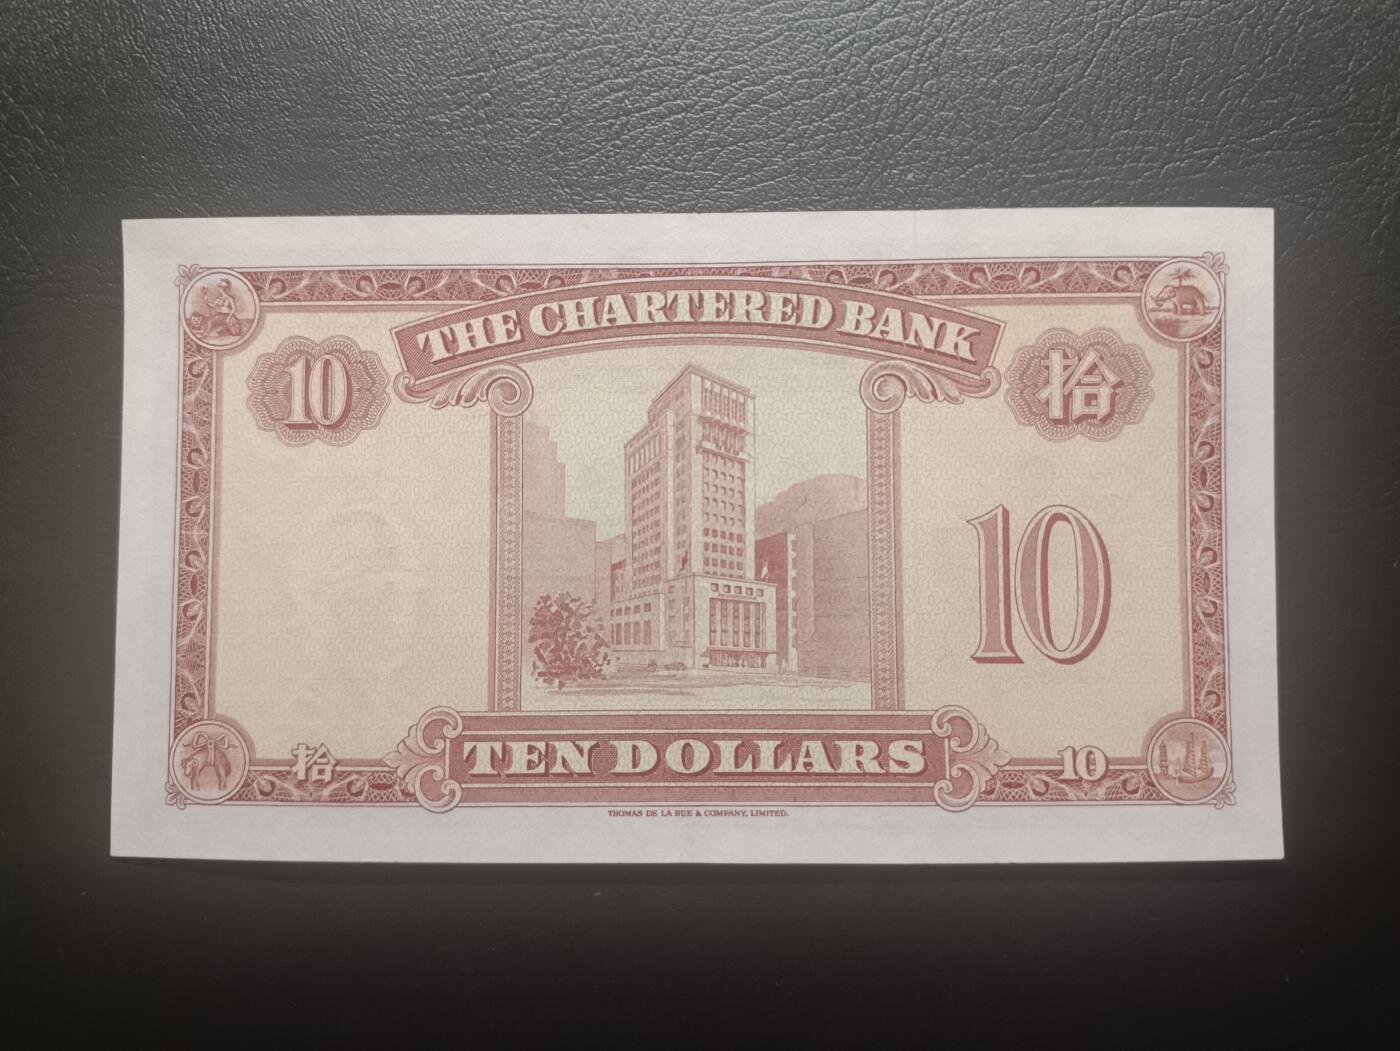 THE CHARTERED BANK
10
拾
10
TEN DOLLARS
拾
10
THOMAS DE LA RUE & COMPANY, LIMITED.